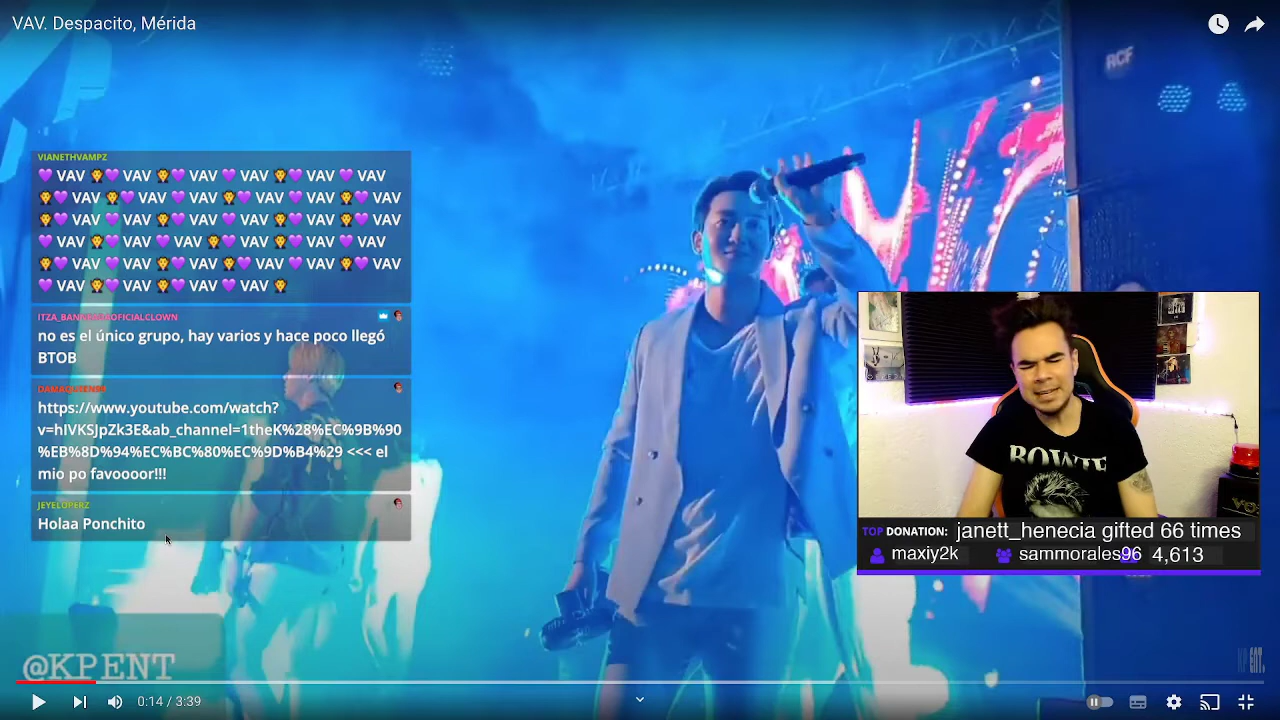 VAV. Despacito, Mérida
RCF
VIANETHVAMPZ
💜 VAV 🧛💜 VAV 🧛💜 VAV 💜 VAV 🧛💜 VAV 💜 VAV
🧛💜 VAV 🧛💜 VAV 💜 VAV 🧛💜 VAV 🧛💜 VAV
🧛💜 VAV 💜 VAV 🧛💜 VAV 🧛💜 VAV 🧛💜 VAV
💜 VAV 🧛💜 VAV 💜 VAV 🧛💜 VAV 🧛💜 VAV 💜 VAV
🧛💜 VAV 💜 VAV 🧛💜 VAV 💜 VAV 🧛💜 VAV
💜 VAV 🧛💜 VAV 🧛💜 VAV 💜 VAV 🧛
no es el único grupo, hay varios y hace poco llegó
BTOB
https://www.youtube.com/watch?
v=hIVKSJpZk3E&ab_channel=1theK%28%EC%9B%90
%EB%8D%94%EC%BC%80%EC%9D%B4%29 <<< el
mio po favoooor!!!
JEYELOPERZ
Holaa Ponchito
BOWIE
TOP DONATION: janett_henecia gifted 66 times
maxiy2k sammorales96 4,613
@KPENT
KP ENT.
0:14 / 3:39